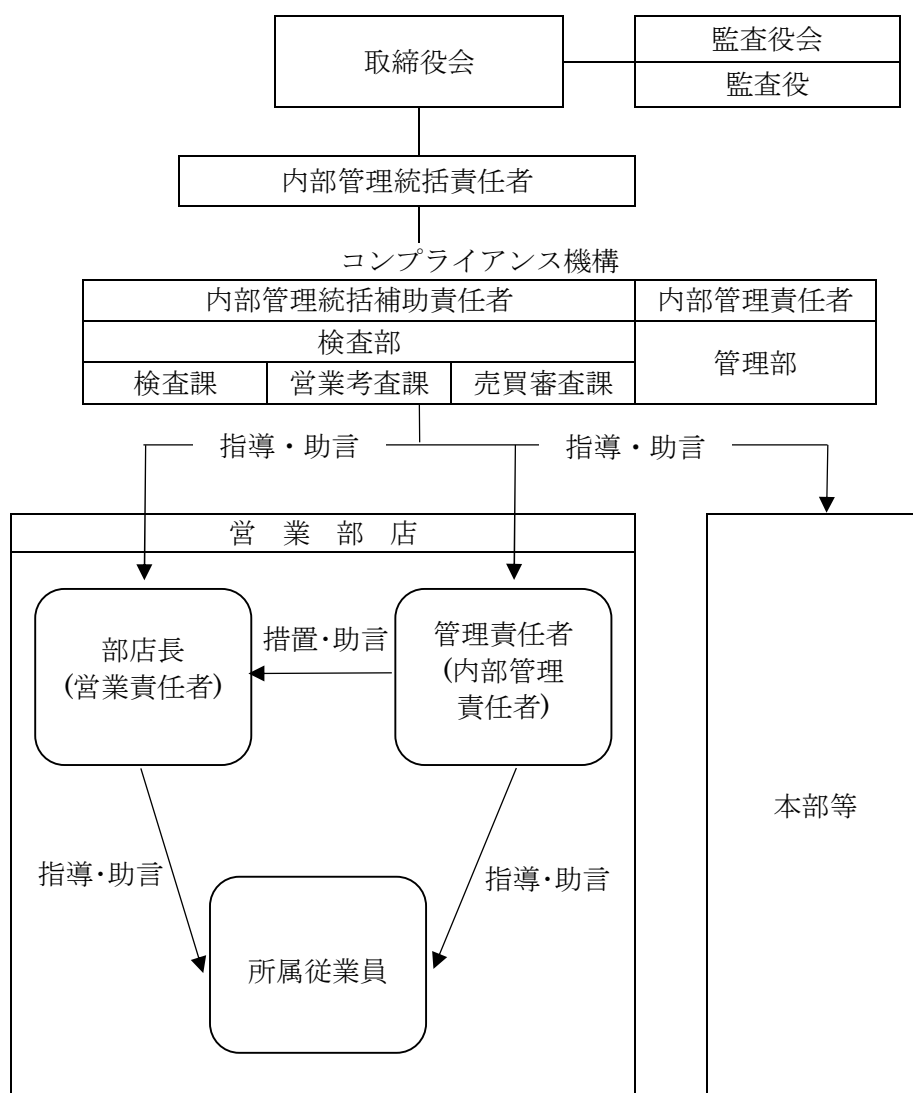 取締役会
監査役会
監査役
内部管理統括責任者
コンプライアンス機構
内部管理統括補助責任者
内部管理責任者
検査部
管理部
検査課
営業考査課
売買審査課
指導・助言
指導・助言
営業部店
部店長
(営業責任者)
措置・助言
管理責任者
(内部管理
責任者)
本部等
指導・助言
指導・助言
所属従業員